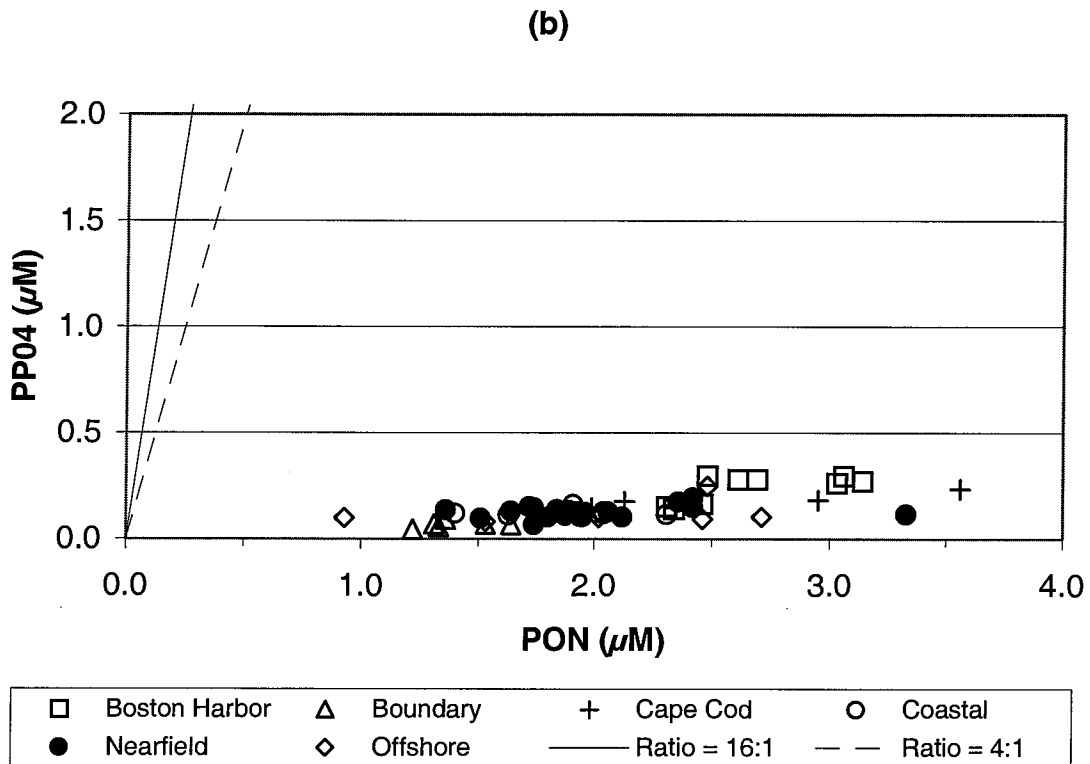 (b)
2.0
1.5
1.0
0.5
0.0
PP04 (µM)
0.0 1.0 2.0 3.0 4.0
PON (µM)
Boston Harbor Boundary Cape Cod Coastal
Nearfield Offshore Ratio = 16:1 Ratio = 4:1